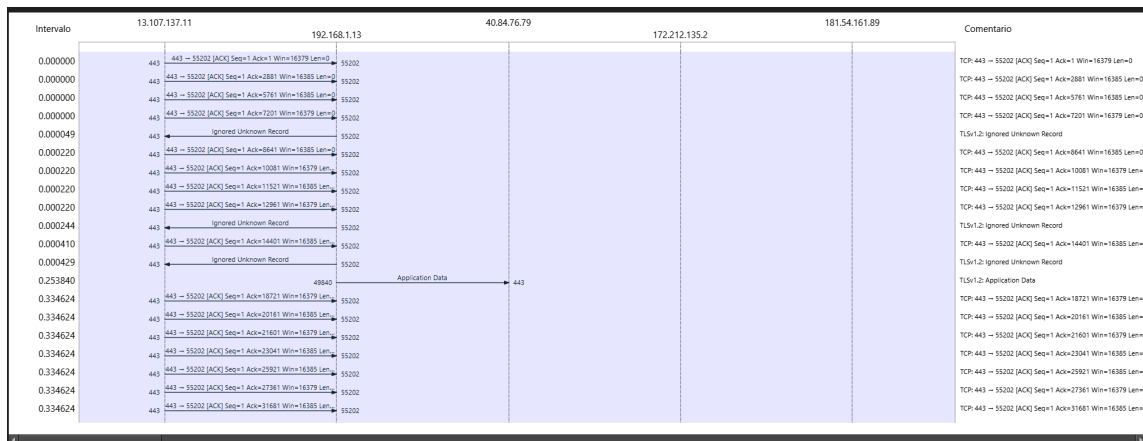 Intervalo 13.107.137.11 192.168.1.13 40.84.76.79 172.212.135.2 181.54.161.89 Comentario
0.000000 443 443 → 55202 [ACK] Seq=1 Ack=1 Win=16379 Len=0 55202 TCP: 443 → 55202 [ACK] Seq=1 Ack=1 Win=16379 Len=0
0.000000 443 443 → 55202 [ACK] Seq=1 Ack=2881 Win=16385 Len=0 55202 TCP: 443 → 55202 [ACK] Seq=1 Ack=2881 Win=16385 Len=0
0.000000 443 443 → 55202 [ACK] Seq=1 Ack=5761 Win=16385 Len=0 55202 TCP: 443 → 55202 [ACK] Seq=1 Ack=5761 Win=16385 Len=0
0.000000 443 443 → 55202 [ACK] Seq=1 Ack=7201 Win=16379 Len=0 55202 TCP: 443 → 55202 [ACK] Seq=1 Ack=7201 Win=16379 Len=0
0.000049 443 Ignored Unknown Record 55202 TLSv1.2: Ignored Unknown Record
0.000220 443 443 → 55202 [ACK] Seq=1 Ack=8641 Win=16385 Len=0 55202 TCP: 443 → 55202 [ACK] Seq=1 Ack=8641 Win=16385 Len=0
0.000220 443 443 → 55202 [ACK] Seq=1 Ack=10081 Win=16379 Len… 55202 TCP: 443 → 55202 [ACK] Seq=1 Ack=10081 Win=16379 Len=
0.000220 443 443 → 55202 [ACK] Seq=1 Ack=11521 Win=16385 Len… 55202 TCP: 443 → 55202 [ACK] Seq=1 Ack=11521 Win=16385 Len=
0.000220 443 443 → 55202 [ACK] Seq=1 Ack=12961 Win=16379 Len… 55202 TCP: 443 → 55202 [ACK] Seq=1 Ack=12961 Win=16379 Len=
0.000244 443 Ignored Unknown Record 55202 TLSv1.2: Ignored Unknown Record
0.000410 443 443 → 55202 [ACK] Seq=1 Ack=14401 Win=16385 Len… 55202 TCP: 443 → 55202 [ACK] Seq=1 Ack=14401 Win=16385 Len=
0.000429 443 Ignored Unknown Record 55202 TLSv1.2: Ignored Unknown Record
0.253840 49840 Application Data 443 TLSv1.2: Application Data
0.334624 443 443 → 55202 [ACK] Seq=1 Ack=18721 Win=16379 Len… 55202 TCP: 443 → 55202 [ACK] Seq=1 Ack=18721 Win=16379 Len=
0.334624 443 443 → 55202 [ACK] Seq=1 Ack=20161 Win=16385 Len… 55202 TCP: 443 → 55202 [ACK] Seq=1 Ack=20161 Win=16385 Len=
0.334624 443 443 → 55202 [ACK] Seq=1 Ack=21601 Win=16379 Len… 55202 TCP: 443 → 55202 [ACK] Seq=1 Ack=21601 Win=16379 Len=
0.334624 443 443 → 55202 [ACK] Seq=1 Ack=23041 Win=16385 Len… 55202 TCP: 443 → 55202 [ACK] Seq=1 Ack=23041 Win=16385 Len=
0.334624 443 443 → 55202 [ACK] Seq=1 Ack=25921 Win=16385 Len… 55202 TCP: 443 → 55202 [ACK] Seq=1 Ack=25921 Win=16385 Len=
0.334624 443 443 → 55202 [ACK] Seq=1 Ack=27361 Win=16379 Len… 55202 TCP: 443 → 55202 [ACK] Seq=1 Ack=27361 Win=16379 Len=
0.334624 443 443 → 55202 [ACK] Seq=1 Ack=31681 Win=16385 Len… 55202 TCP: 443 → 55202 [ACK] Seq=1 Ack=31681 Win=16385 Len=